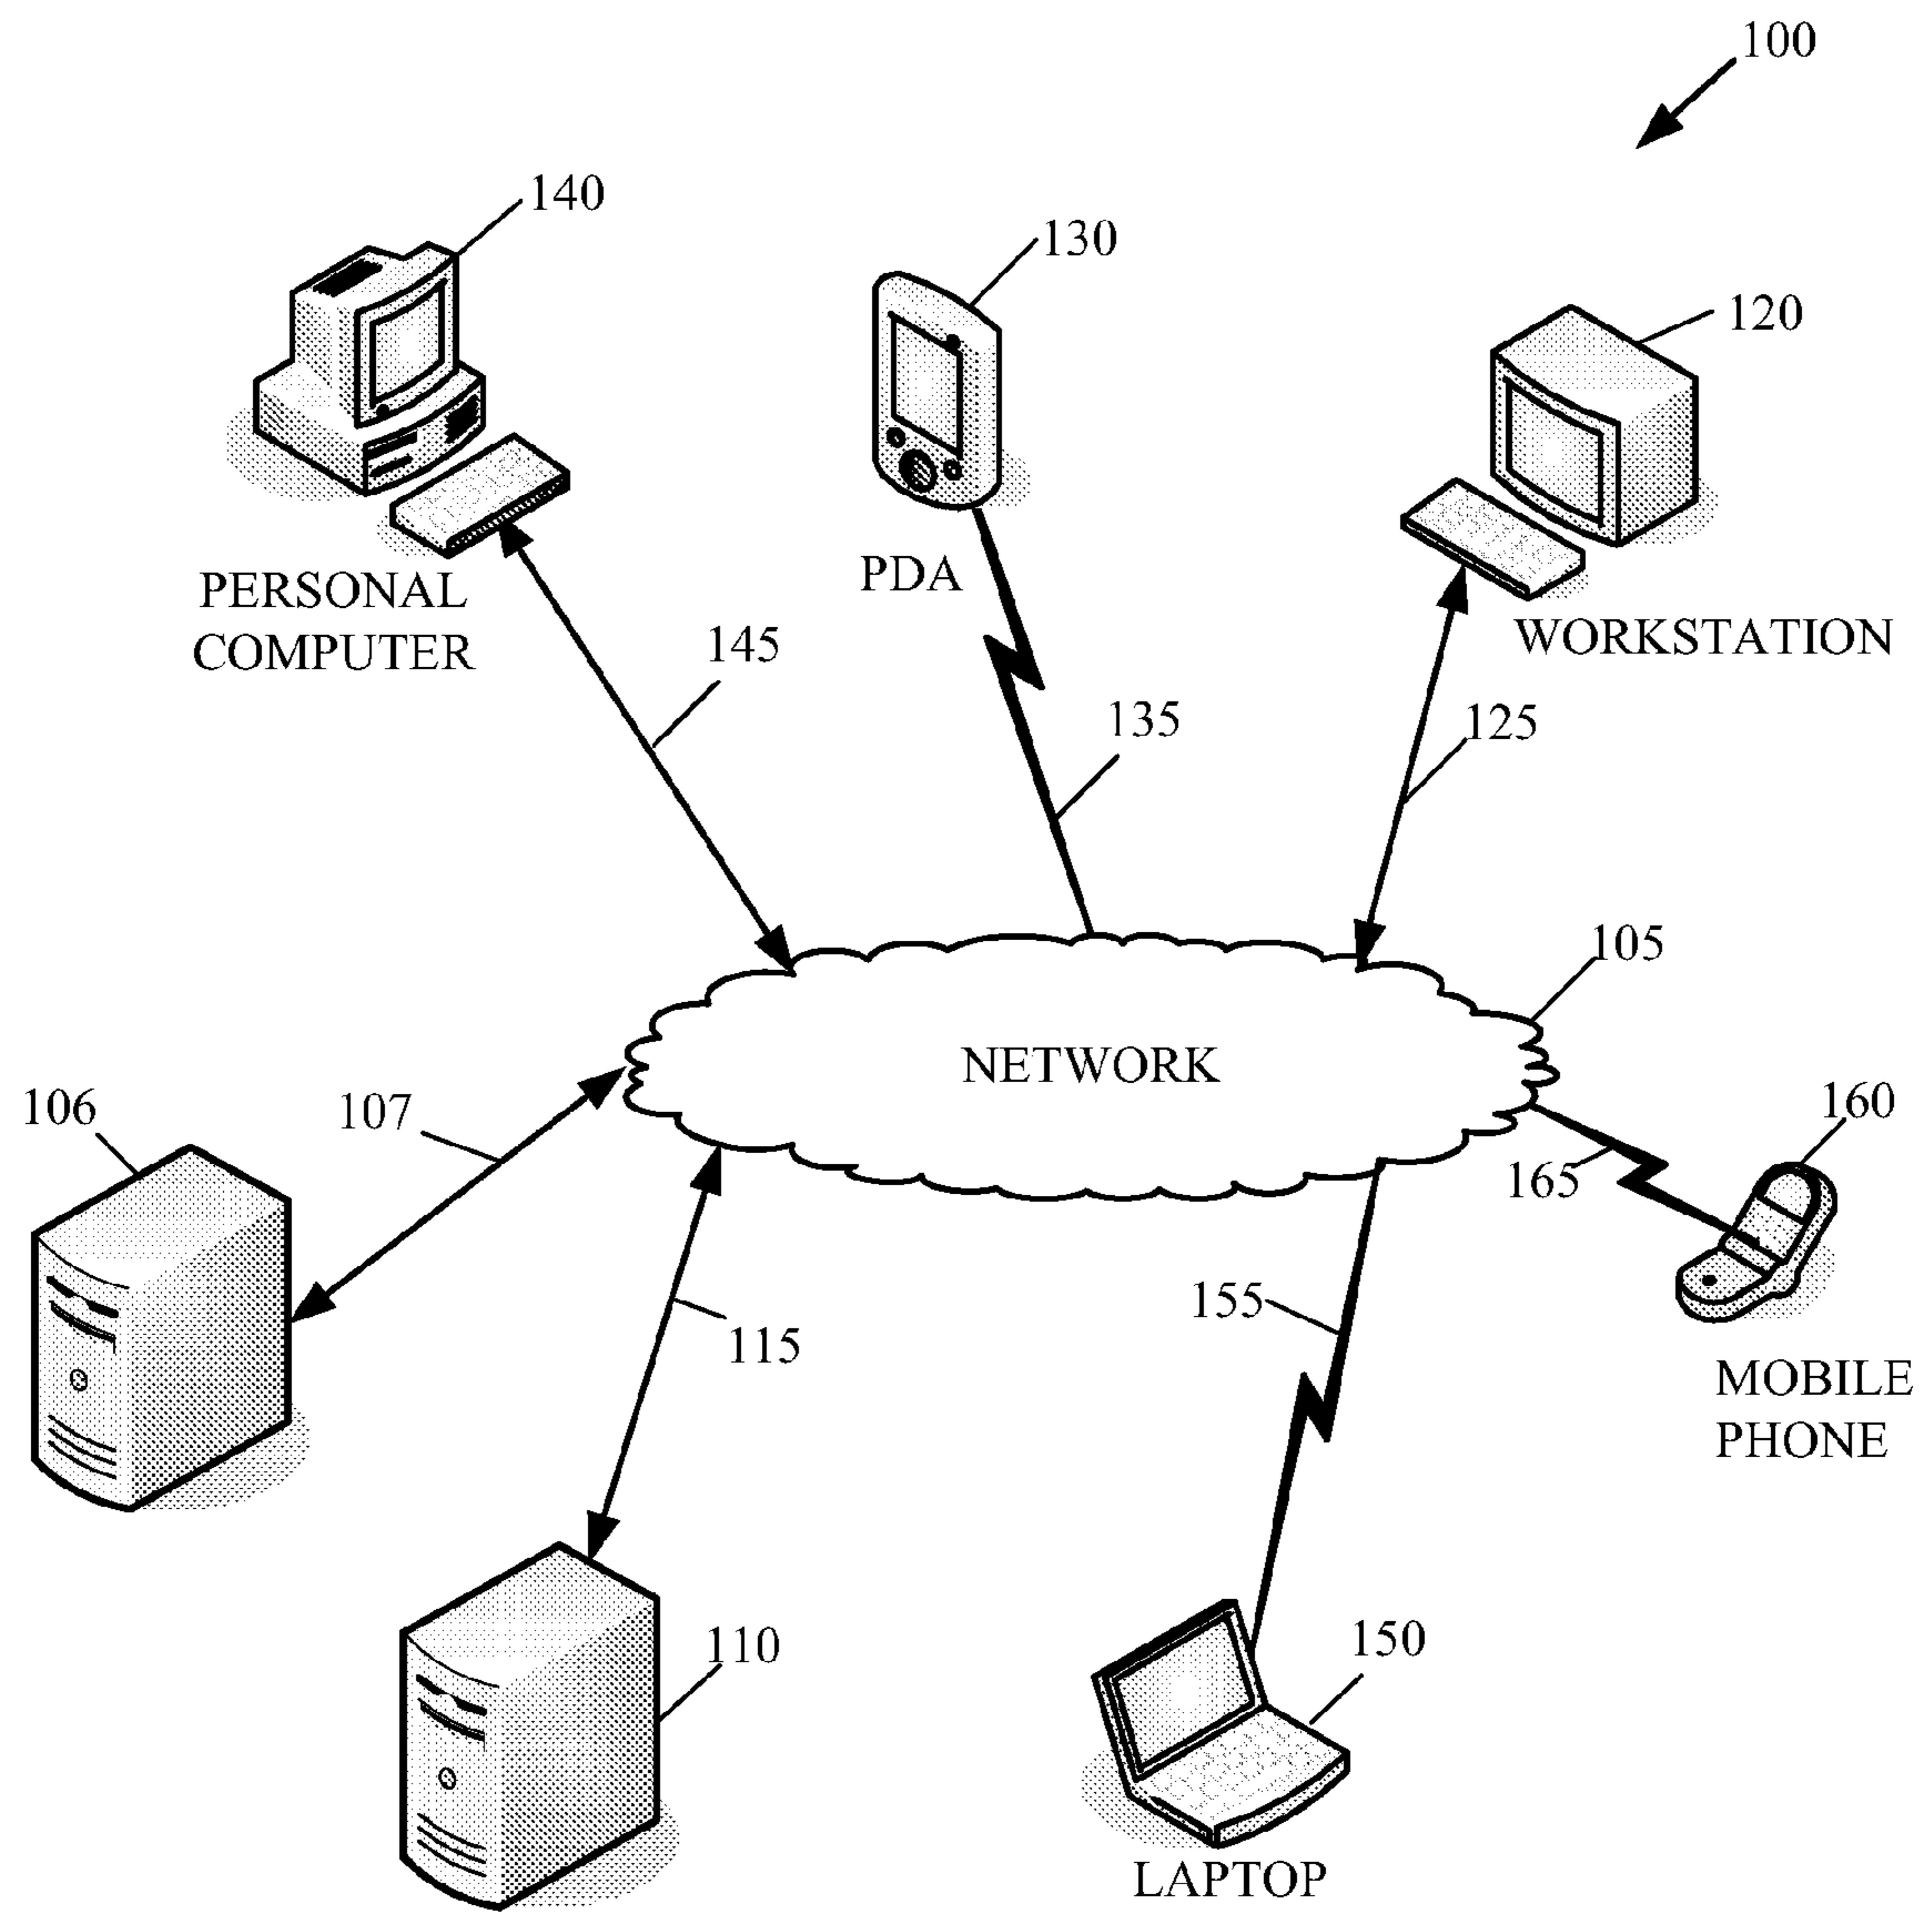 100
140
130
120
PERSONAL
COMPUTER
PDA
WORKSTATION
145
135
125
105
NETWORK
106
107
160
165
115
155
MOBILE
PHONE
110
150
LAPTOP